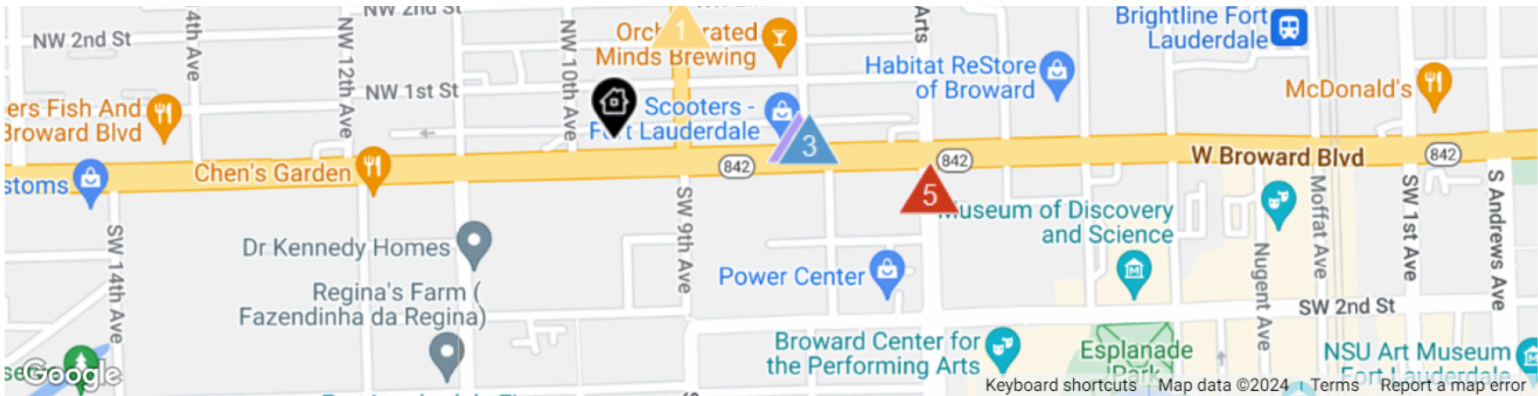 NW 2nd St
NW 2nd St
4th Ave
NW 12th Ave
NW 10th Ave
NW 1st St
1
Minds Brewing
Arts
Brightline Fort
Lauderdale
Habitat ReStore
of Broward
McDonald's
ers Fish And
Broward Blvd
Scooters -
Fort Lauderdale
3
842
842
W Broward Blvd
842
stoms
Chen's Garden
5
SW 14th Ave
SW 9th Ave
Museum of Discovery
and Science
Moffat Ave
SW 1st Ave
S Andrews Ave
Dr Kennedy Homes
Nugent Ave
Power Center
Regina's Farm (
Fazendinha da Regina)
SW 2nd St
Broward Center for
the Performing Arts
Esplanade
Park
NSU Art Museum
Fort Lauderdale
Google
Keyboard shortcuts
Map data ©2024
Terms
Report a map error